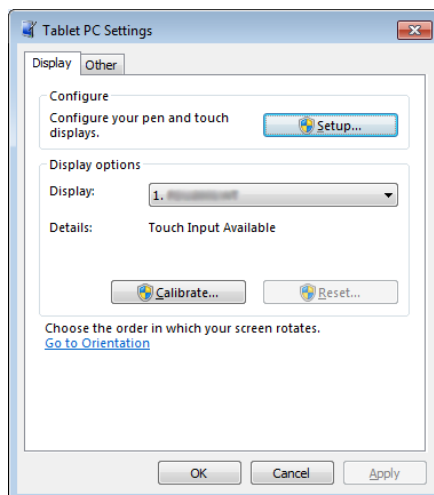 Tablet PC Settings
Display
Other
Configure
Configure your pen and touch
displays.
Setup...
Display options
Display:
1.
Details:
Touch Input Available
Calibrate...
Reset...
Choose the order in which your screen rotates.
Go to Orientation
OK
Cancel
Apply